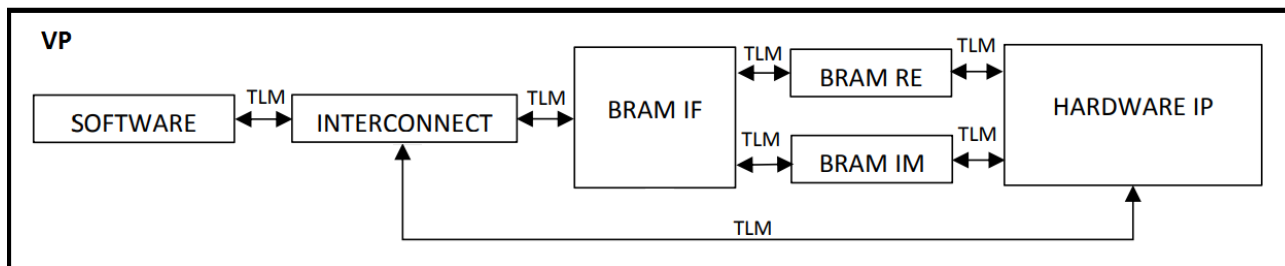 VP
TLM
TLM
TLM
TLM
TLM
TLM
TLM
SOFTWARE
INTERCONNECT
BRAM IF
BRAM RE
BRAM IM
HARDWARE IP